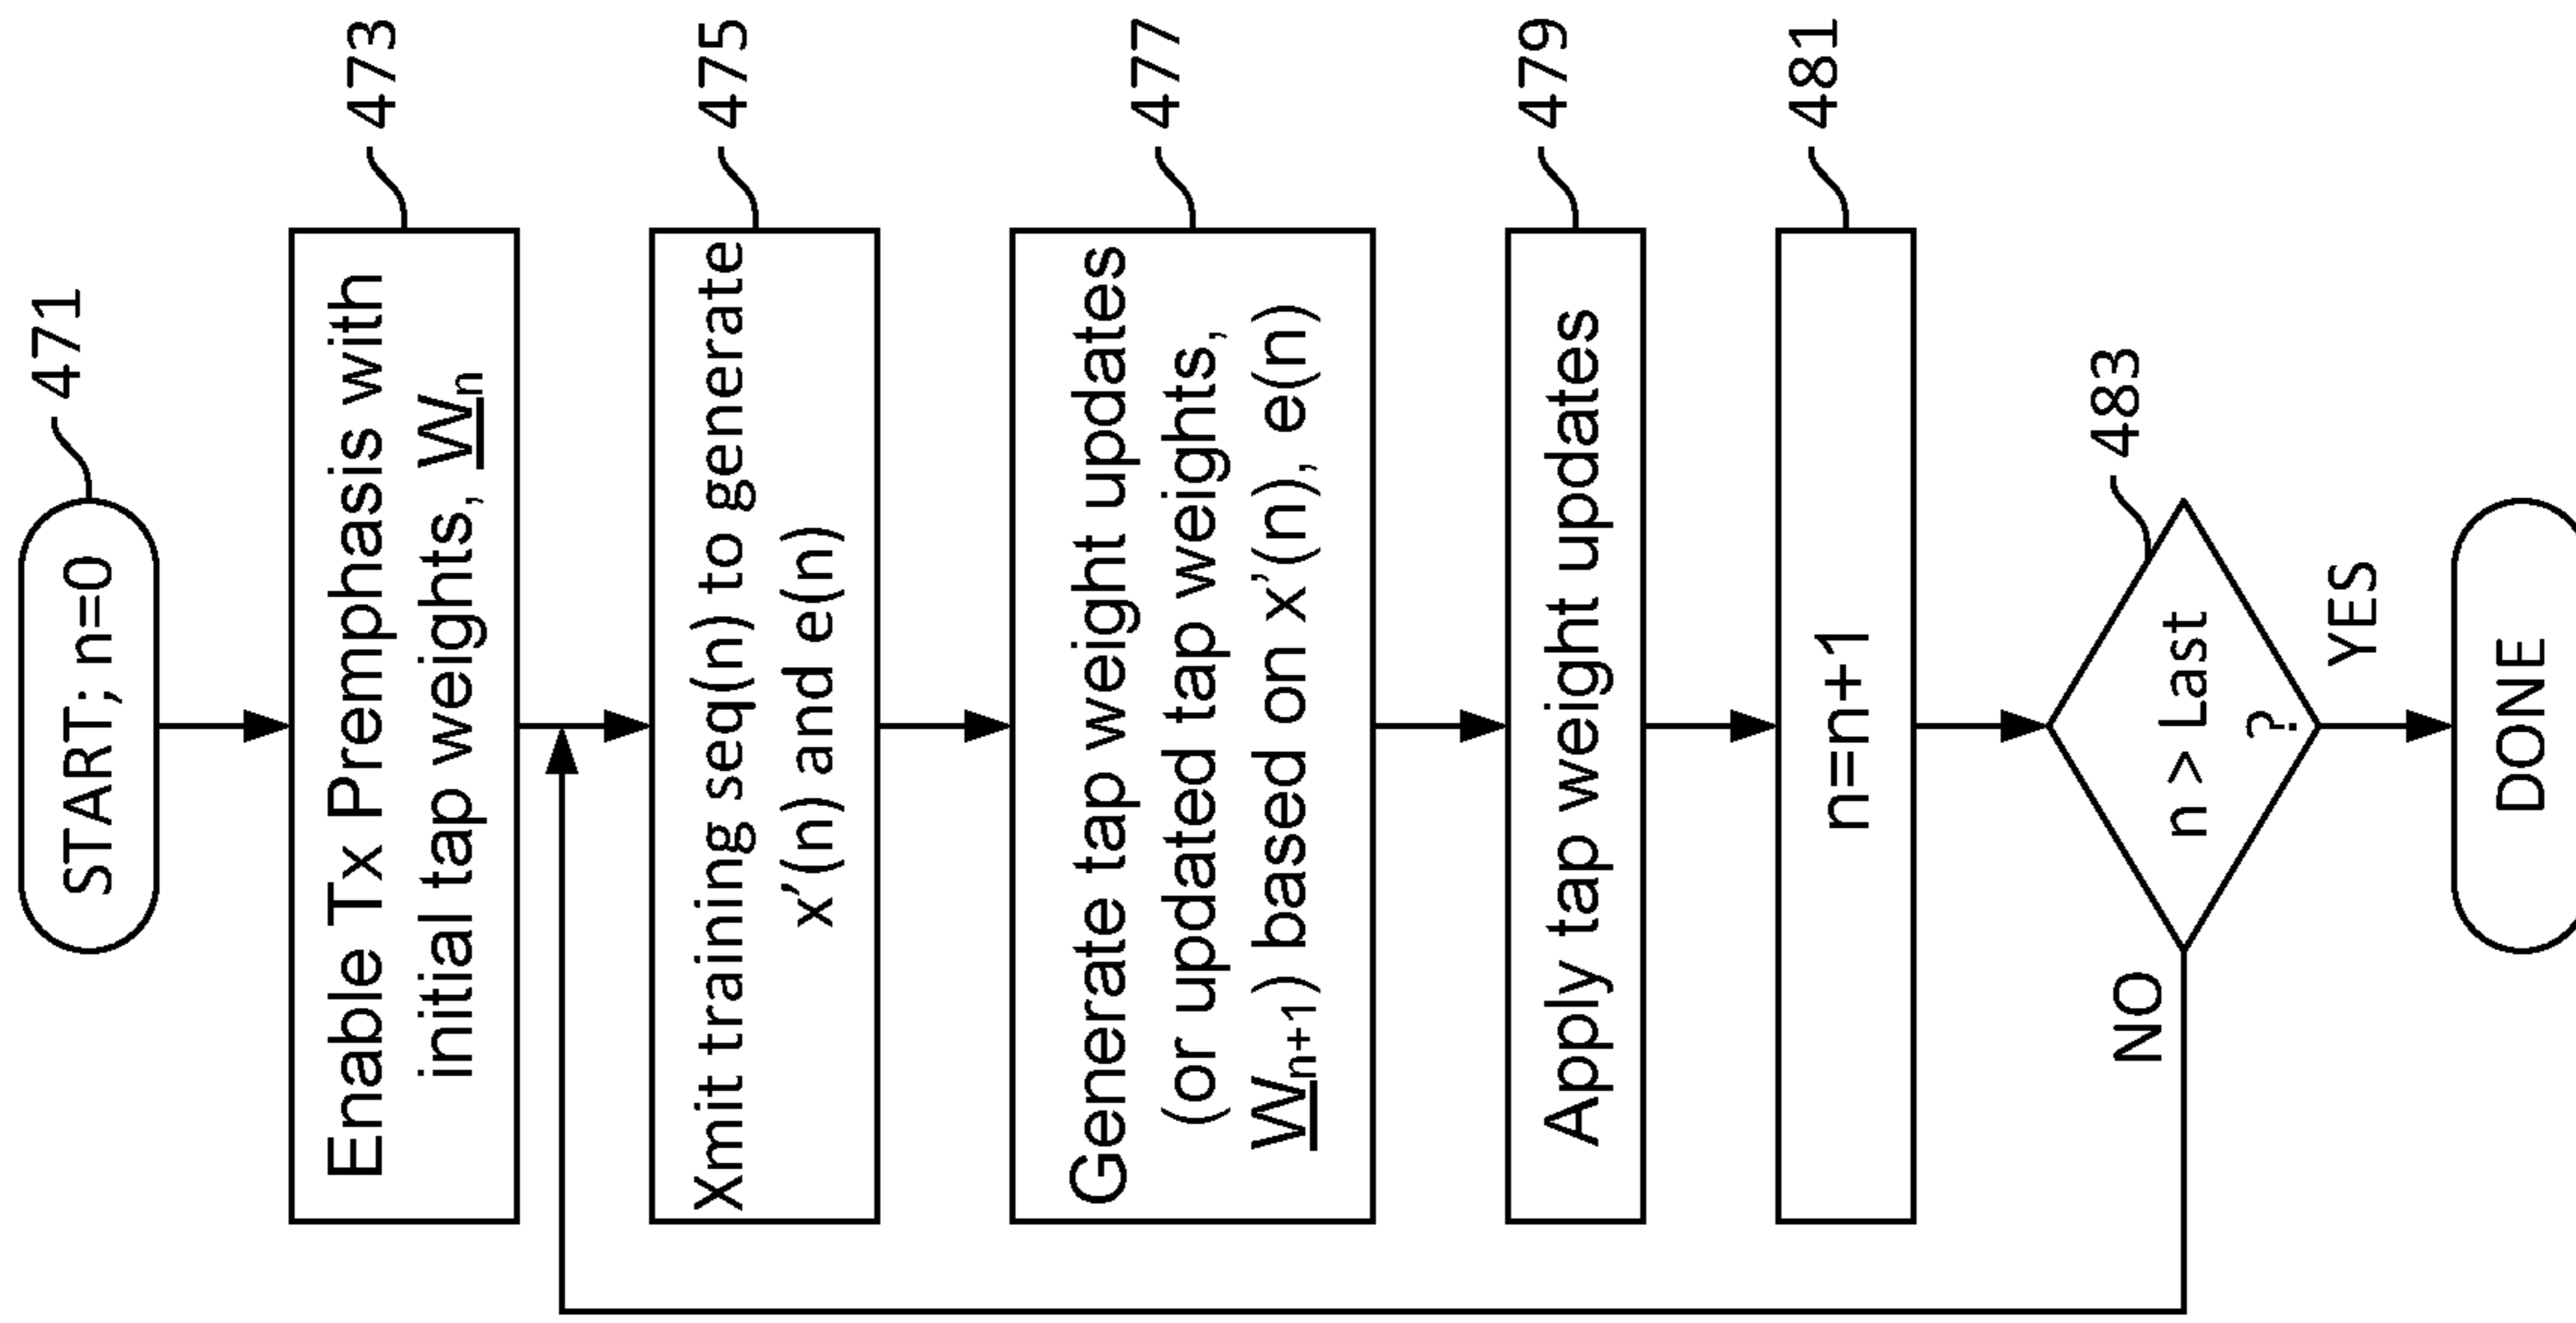 START; n=0
471
Enable Tx Premphasis with
initial tap weights, Wn
473
Xmit training seq(n) to generate
x’(n) and e(n)
475
Generate tap weight updates
(or updated tap weights,
Wn+1) based on x’(n), e(n)
477
Apply tap weight updates
479
n=n+1
481
n > Last
?
483
NO
YES
DONE